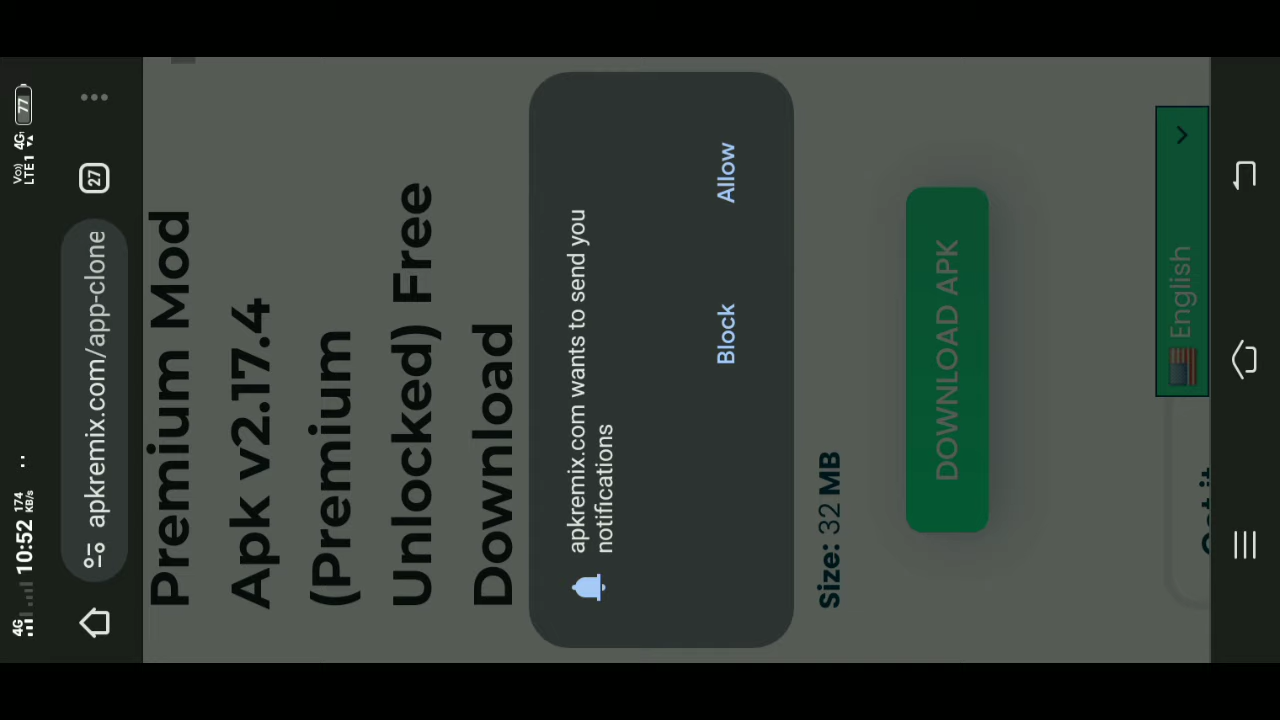 4G 10:52 174 KB/s .. Vo) LTE1 4G 77
apkremix.com/app-clone 27
Premium Mod
Apk v2.17.4
(Premium
Unlocked) Free
Download
apkremix.com wants to send you
notifications
Block Allow
Size: 32 MB
DOWNLOAD APK
English